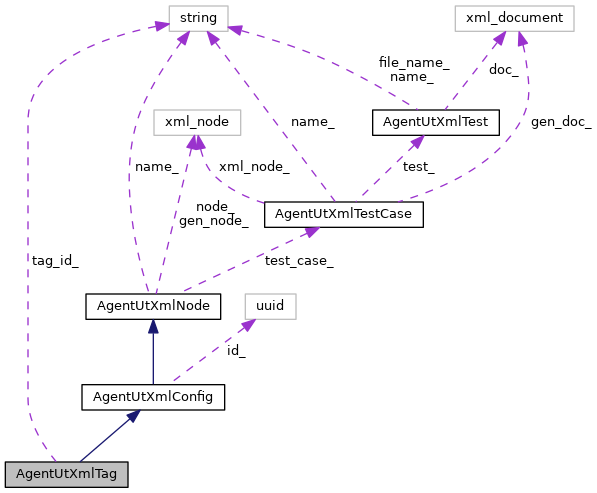 string
xml_document
file_name_
name_
doc_
xml_node
AgentUtXmlTest
name_
gen_doc_
name_
xml_node_
test_
node_
gen_node_
AgentUtXmlTestCase
tag_id_
test_case_
AgentUtXmlNode
uuid
id_
AgentUtXmlConfig
AgentUtXmlTag